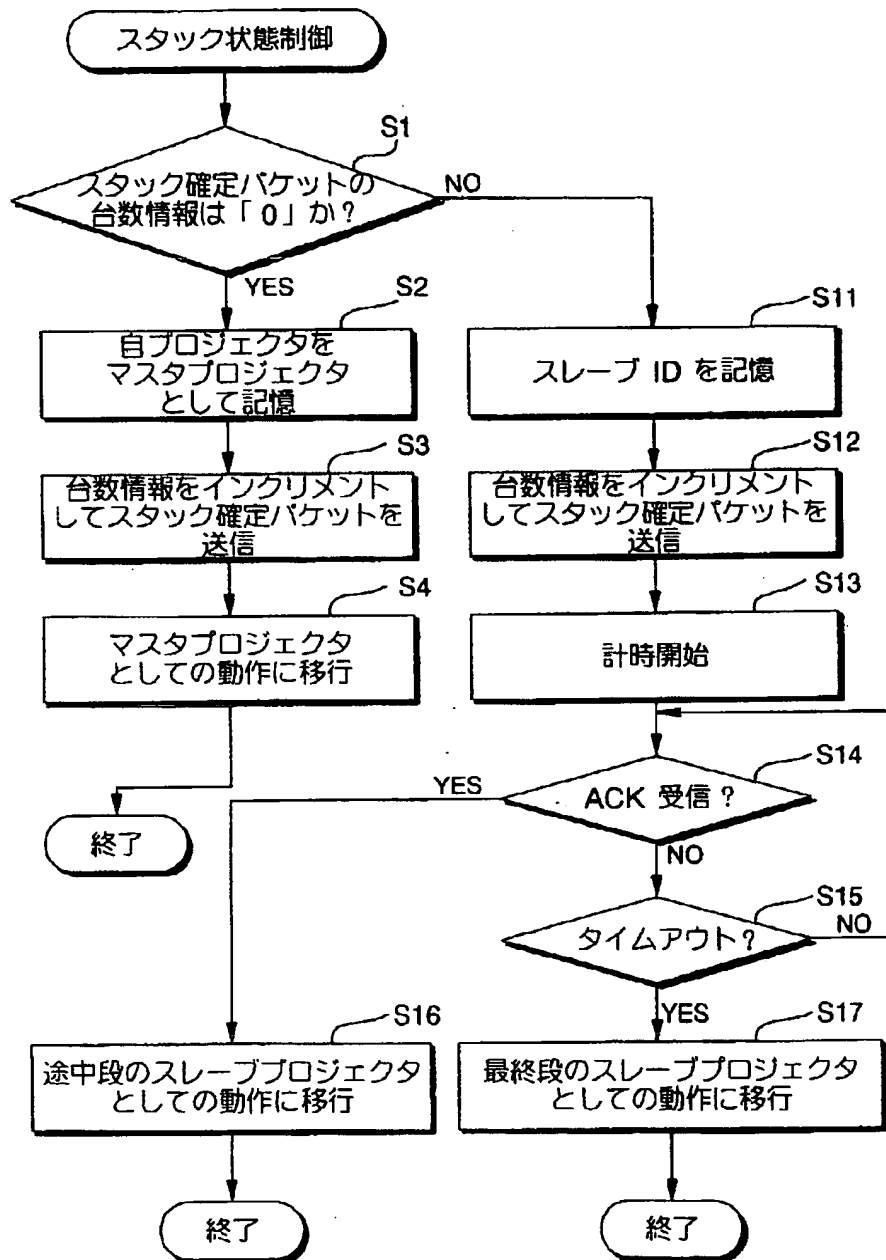 スタック状態制御
S1
スタック確定パケットの
台数情報は「0」か?
NO
YES
S2
自プロジェクタを
マスタプロジェクタ
として記憶
S3
台数情報をインクリメント
してスタック確定パケットを
送信
S4
マスタプロジェクタ
としての動作に移行
終了
S11
スレーブ ID を記憶
S12
台数情報をインクリメント
してスタック確定パケットを
送信
S13
計時開始
S14
ACK 受信?
YES
NO
S15
タイムアウト?
NO
YES
S16
途中段のスレーブプロジェクタ
としての動作に移行
終了
S17
最終段のスレーブプロジェクタ
としての動作に移行
終了